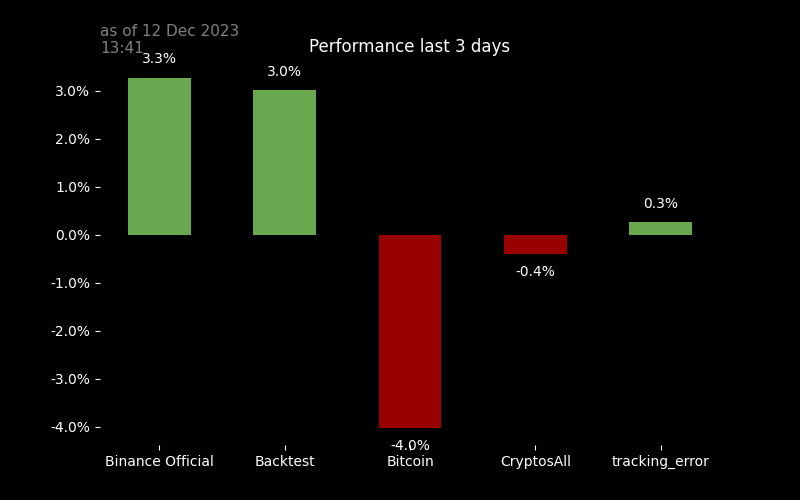 as of 12 Dec 2023
13:41
Performance last 3 days
3.3%
3.0%
-4.0%
-0.4%
0.3%
3.0%
2.0%
1.0%
0.0%
-1.0%
-2.0%
-3.0%
-4.0%
Binance Official
Backtest
Bitcoin
CryptosAll
tracking_error